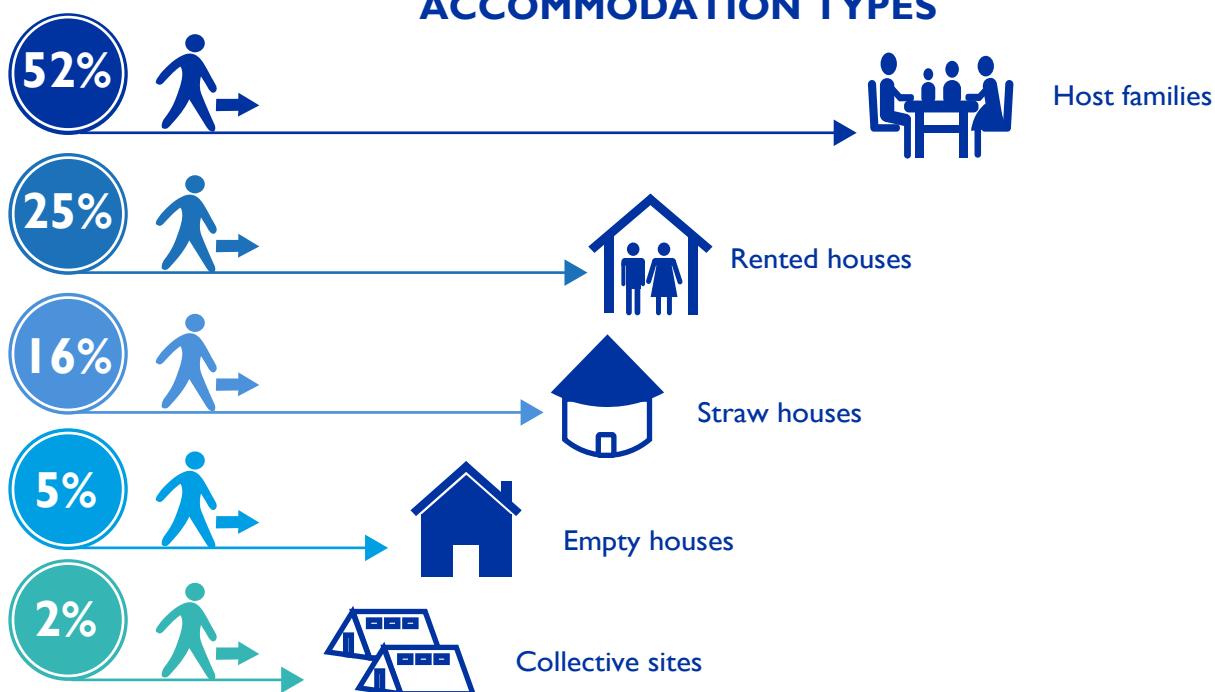 ACCOMMODATION TYPES
52%
Host families
25%
Rented houses
16%
Straw houses
5%
Empty houses
2%
Collective sites